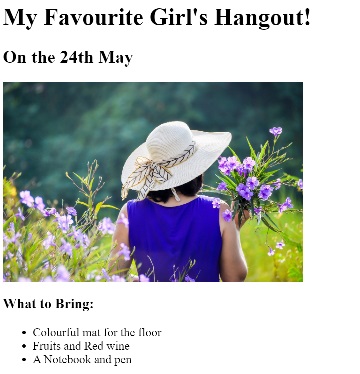 My Favourite Girl's Hangout!
On the 24th May
What to Bring:
Colourful mat for the floor
Fruits and Red wine
A Notebook and pen